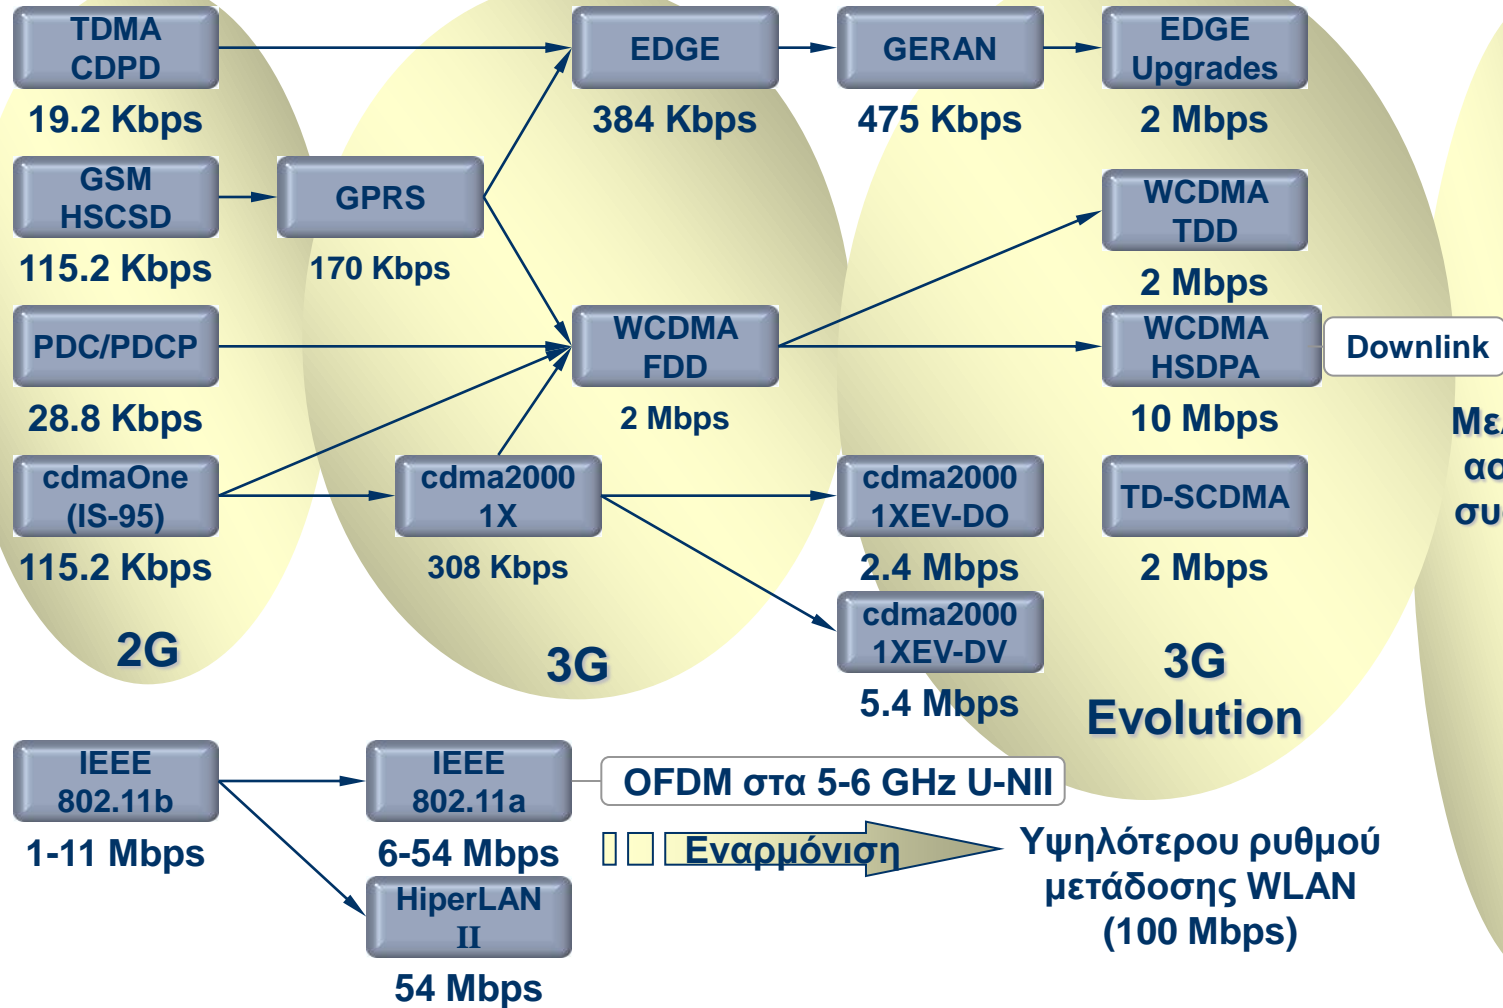 TDMA
CDPD
19.2 Kbps
EDGE
384 Kbps
GERAN
475 Kbps
EDGE
Upgrades
2 Mbps
GSM
HSCSD
115.2 Kbps
GPRS
170 Kbps
WCDMA
TDD
2 Mbps
PDC/PDCP
28.8 Kbps
WCDMA
FDD
2 Mbps
WCDMA
HSDPA
10 Mbps
Downlink
cdmaOne
(IS-95)
115.2 Kbps
cdma2000
1X
308 Kbps
cdma2000
1XEV-DO
2.4 Mbps
TD-SCDMA
2 Mbps
cdma2000
1XEV-DV
5.4 Mbps
2G
3G
3G
Evolution
IEEE
802.11b
1-11 Mbps
IEEE
802.11a
6-54 Mbps
OFDM στα 5-6 GHz U-NII
Εναρμόνιση
Υψηλότερου ρυθμού
μετάδοσης WLAN
(100 Mbps)
HiperLAN
II
54 Mbps